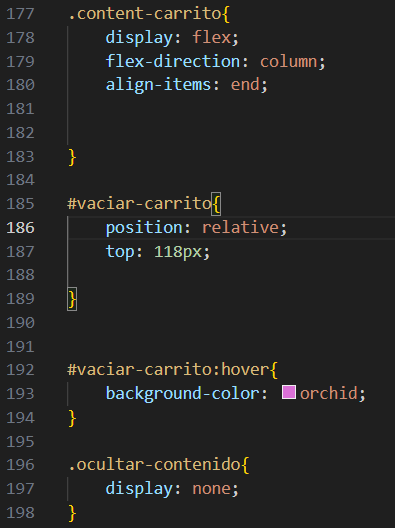 177 .content-carrito{
178 display: flex;
179 flex-direction: column;
180 align-items: end;
181
182
183 }
184
185 #vaciar-carrito{
186 position: relative;
187 top: 118px;
188
189 }
190
191
192 #vaciar-carrito:hover{
193 background-color: orchid;
194 }
195
196 .ocultar-contenido{
197 display: none;
198 }